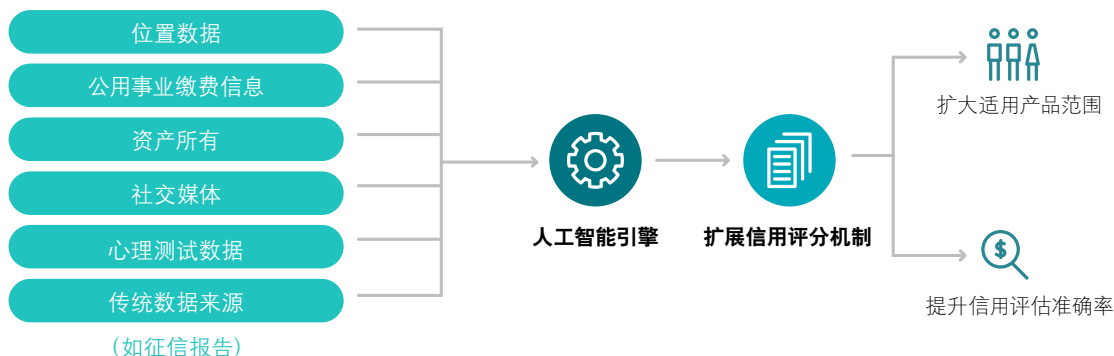 位置数据
公用事业缴费信息
资产所有
社交媒体
心理测试数据
传统数据来源
(如征信报告)
人工智能引擎
扩展信用评分机制
扩大适用产品范围
$
提升信用评估准确率